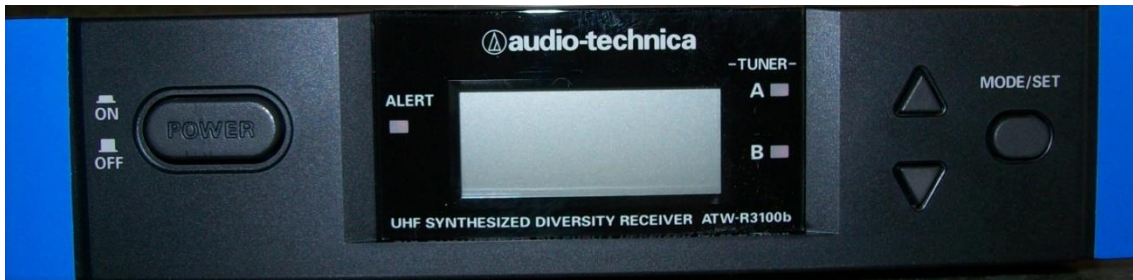 audio-technica
-TUNER-
ALERT
A
B
ON
OFF
POWER
MODE/SET
UHF SYNTHESIZED DIVERSITY RECEIVER ATW-R3100b